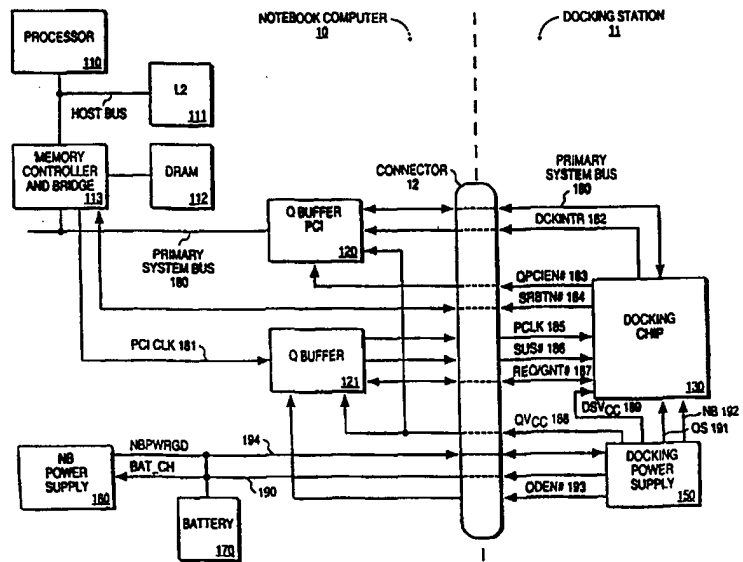 NOTEBOOK COMPUTER
10
DOCKING STATION
11
PROCESSOR
110
L2
111
HOST BUS
MEMORY
CONTROLLER
AND BRIDGE
113
DRAM
112
CONNECTOR
12
PRIMARY
SYSTEM BUS
180
Q BUFFER
PCI
120
DCKINTR 182
PRIMARY
SYSTEM BUS
180
QPCIEN# 183
SRBTN# 184
PCI CLK 181
Q BUFFER
121
PCLK 185
SUS# 186
REQ/GNT# 187
DOCKING
CHIP
130
DSVCC 189
NB 192
OS 191
QVCC 188
NB
POWER
SUPPLY
160
NBPWRGD
194
BAT_CH
190
BATTERY
170
QDEN# 193
DOCKING
POWER
SUPPLY
150